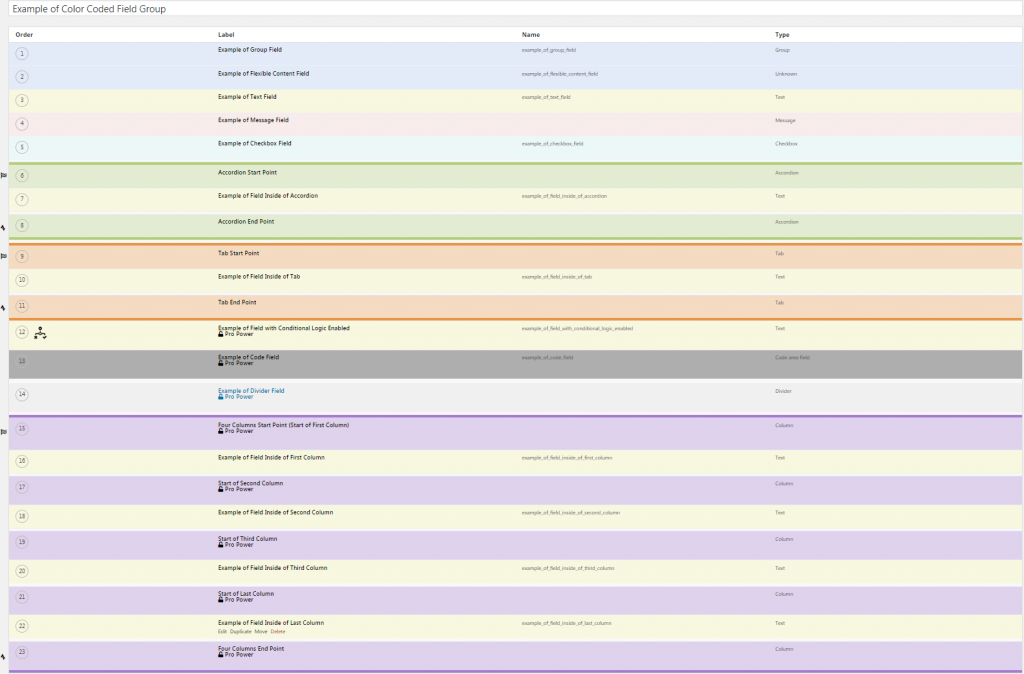 Example of Color Coded Field Group
Order Label Name Type
1 Example of Group Field example_of_group_field Group
2 Example of Flexible Content Field example_of_flexible_content_field Unknown
3 Example of Text Field example_of_text_field Text
4 Example of Message Field Message
5 Example of Checkbox Field example_of_checkbox_field Checkbox
6 Accordion Start Point Accordion
7 Example of Field Inside of Accordion example_of_field_inside_of_accordion Text
8 Accordion End Point Accordion
9 Tab Start Point Tab
10 Example of Field Inside of Tab example_of_field_inside_of_tab Text
11 Tab End Point Tab
12 Example of Field with Conditional Logic Enabled example_of_field_with_conditional_logic_enabled Text
Pro Power
13 Example of Code Field example_of_code_field Code area field
Pro Power
14 Example of Divider Field Divider
Pro Power
15 Four Columns Start Point (Start of First Column) Column
Pro Power
16 Example of Field Inside of First Column example_of_field_inside_of_first_column Text
17 Start of Second Column Column
Pro Power
18 Example of Field Inside of Second Column example_of_field_inside_of_second_column Text
19 Start of Third Column Column
Pro Power
20 Example of Field Inside of Third Column example_of_field_inside_of_third_column Text
21 Start of Last Column Column
Pro Power
22 Example of Field Inside of Last Column example_of_field_inside_of_last_column Text
Edit Duplicate Move Delete
23 Four Columns End Point Column
Pro Power